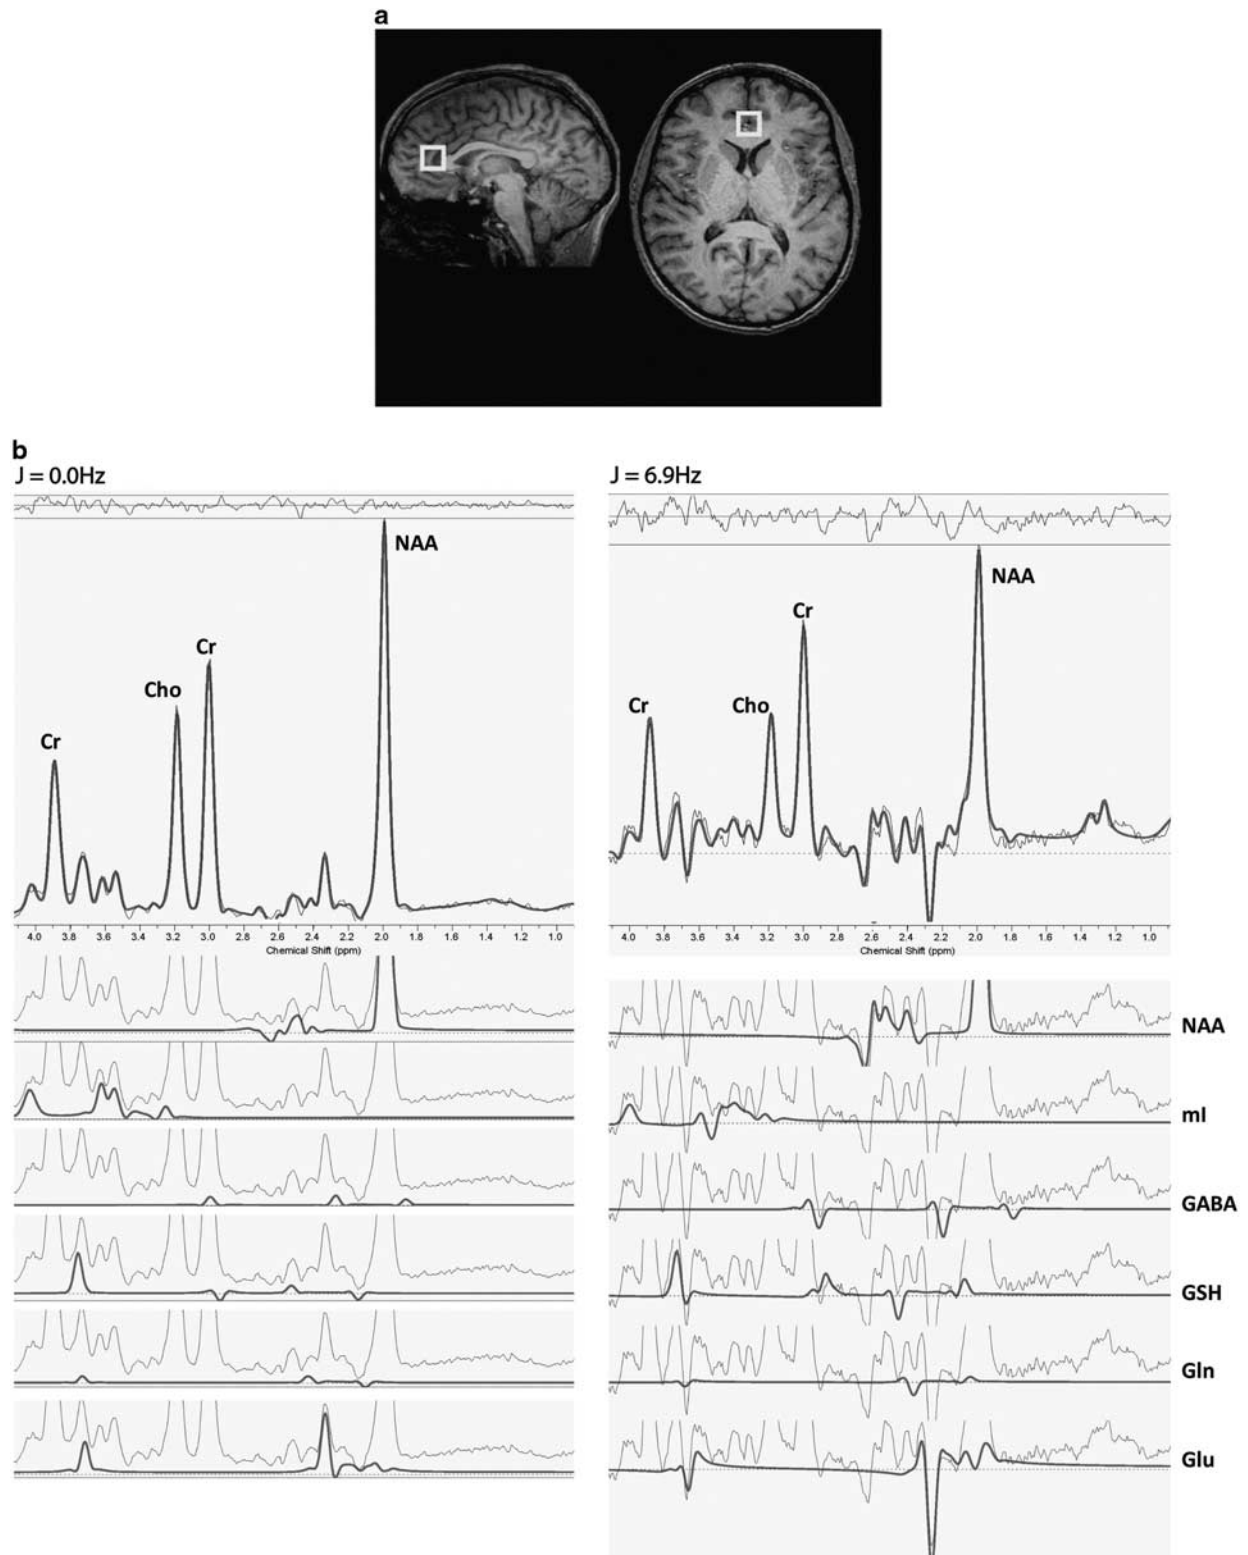 a
b
J = 0.0Hz
J = 6.9Hz
NAA
Cr
Cho
Cr
NAA
Cr
Cho
Cr
4.0 3.8 3.6 3.4 3.2 3.0 2.8 2.6 2.4 2.2 2.0 1.8 1.6 1.4 1.2 1.0
Chemical Shift (ppm)
4.0 3.8 3.6 3.4 3.2 3.0 2.8 2.6 2.4 2.2 2.0 1.8 1.6 1.4 1.2 1.0
Chemical Shift (ppm)
NAA
mI
GABA
GSH
Gln
Glu